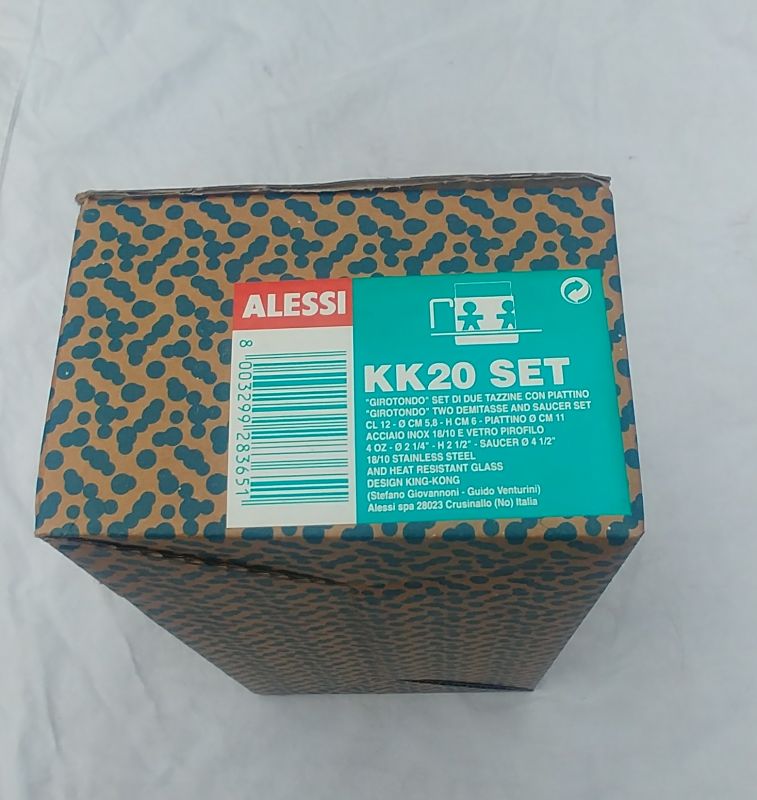 ALESSI
8 003299 283651
KK20 SET
"GIROTONDO" SET DI DUE TAZZINE CON PIATTINO
"GIROTONDO" TWO DEMITASSE AND SAUCER SET
CL 12 - Ø CM 5,8 - H CM 6 - PIATTINO Ø CM 11
ACCIAIO INOX 18/10 E VETRO PIROFILO
4 OZ - Ø 2 1/4" - H 2 1/2" - SAUCER Ø 4 1/2"
18/10 STAINLESS STEEL
AND HEAT RESISTANT GLASS
DESIGN KING-KONG
(Stefano Giovannoni - Guido Venturini)
Alessi spa 28023 Crusinallo (No) Italia